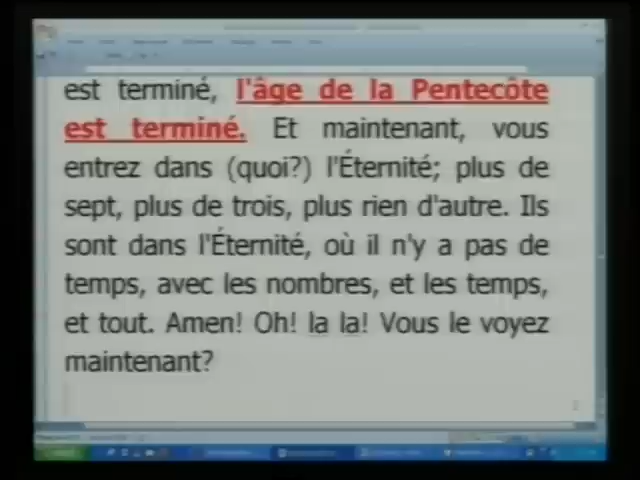 est terminé, l'âge de la Pentecôte
est terminé. Et maintenant, vous
entrez dans (quoi?) l'Éternité; plus de
sept, plus de trois, plus rien d'autre. Ils
sont dans l'Éternité, où il n'y a pas de
temps, avec les nombres, et les temps,
et tout. Amen! Oh! la la! Vous le voyez
maintenant?